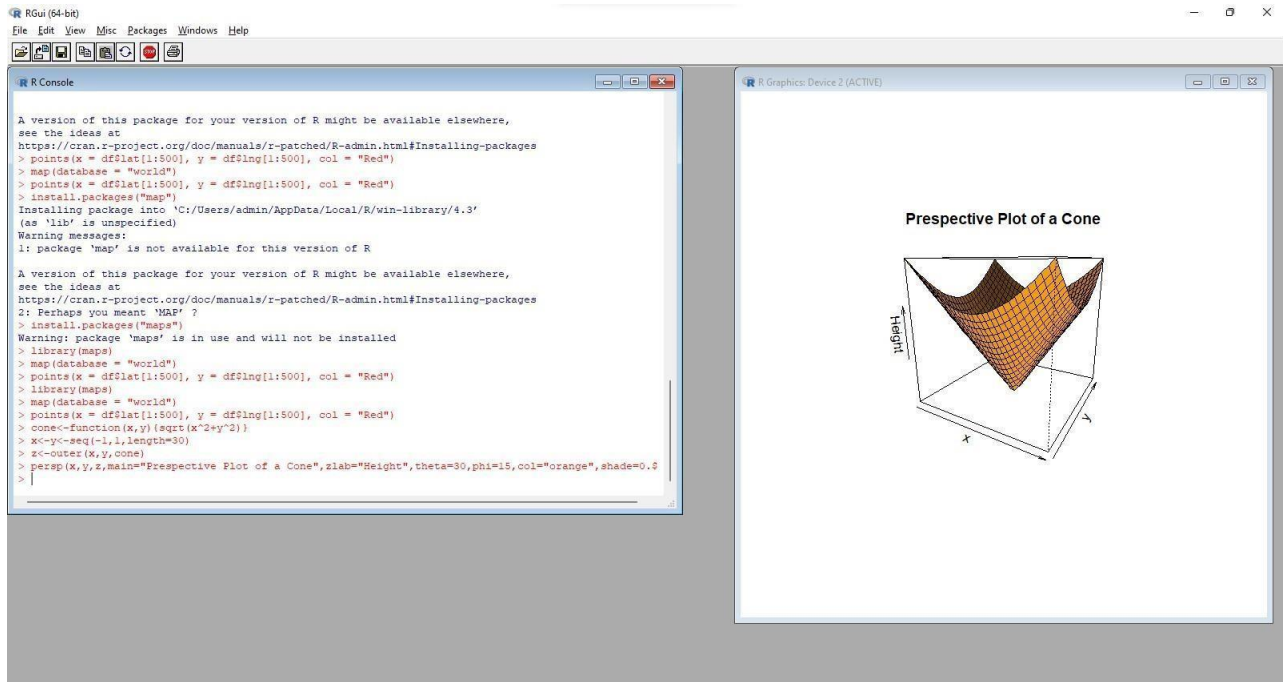 RGui (64-bit)
File Edit View Misc Packages Windows Help
STOP
R Console
A version of this package for your version of R might be available elsewhere,
see the ideas at
https://cran.r-project.org/doc/manuals/r-patched/R-admin.html#Installing-packages
> points(x = df$lat[1:500], y = df$lng[1:500], col = "Red")
> map(database = "world")
> points(x = df$lat[1:500], y = df$lng[1:500], col = "Red")
> install.packages("map")
Installing package into ‘C:/Users/admin/AppData/Local/R/win-library/4.3’
(as ‘lib’ is unspecified)
Warning messages:
1: package ‘map’ is not available for this version of R
A version of this package for your version of R might be available elsewhere,
see the ideas at
https://cran.r-project.org/doc/manuals/r-patched/R-admin.html#Installing-packages
2: Perhaps you meant ‘MAP’ ?
> install.packages("maps")
Warning: package ‘maps’ is in use and will not be installed
> library(maps)
> map(database = "world")
> points(x = df$lat[1:500], y = df$lng[1:500], col = "Red")
> library(maps)
> map(database = "world")
> points(x = df$lat[1:500], y = df$lng[1:500], col = "Red")
> cone<-function(x,y){sqrt(x^2+y^2)}
> x<-y<-seq(-1,1,length=30)
> z<-outer(x,y,cone)
> persp(x,y,z,main="Prespective Plot of a Cone",zlab="Height",theta=30,phi=15,col="orange",shade=0.$
>
R Graphics: Device 2 (ACTIVE)
Prespective Plot of a Cone
Height
x
y